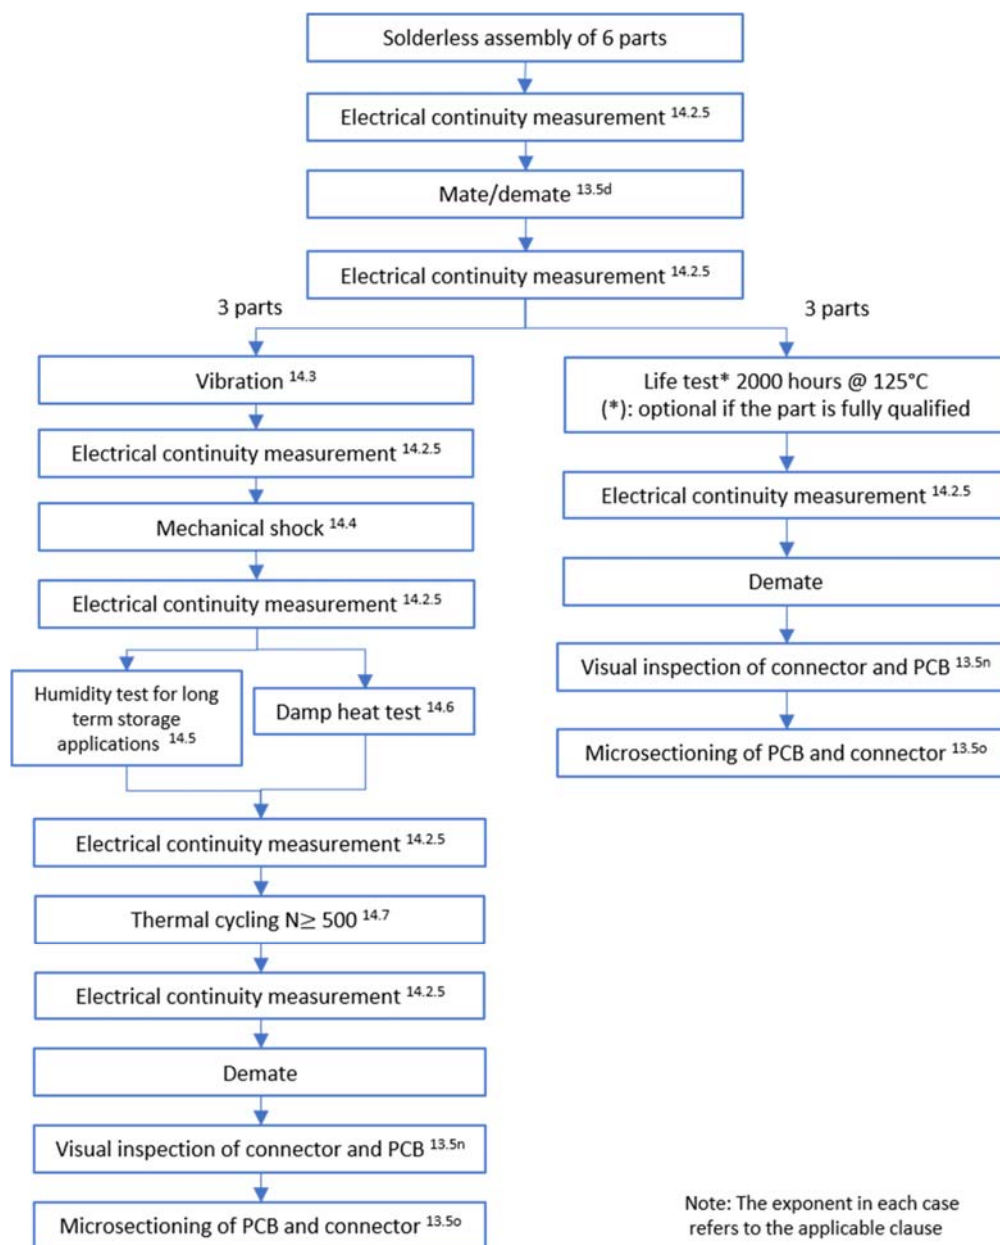 Solderless assembly of 6 parts
Electrical continuity measurement 14.2.5
Mate/demate 13.5d
Electrical continuity measurement 14.2.5
3 parts
3 parts
Vibration 14.3
Electrical continuity measurement 14.2.5
Mechanical shock 14.4
Electrical continuity measurement 14.2.5
Humidity test for long
term storage
applications 14.5
Damp heat test 14.6
Electrical continuity measurement 14.2.5
Thermal cycling N≥ 500 14.7
Electrical continuity measurement 14.2.5
Demate
Visual inspection of connector and PCB 13.5n
Microsectioning of PCB and connector 13.5o
Life test* 2000 hours @ 125°C
(*): optional if the part is fully qualified
Electrical continuity measurement 14.2.5
Demate
Visual inspection of connector and PCB 13.5n
Microsectioning of PCB and connector 13.5o
Note: The exponent in each case
refers to the applicable clause